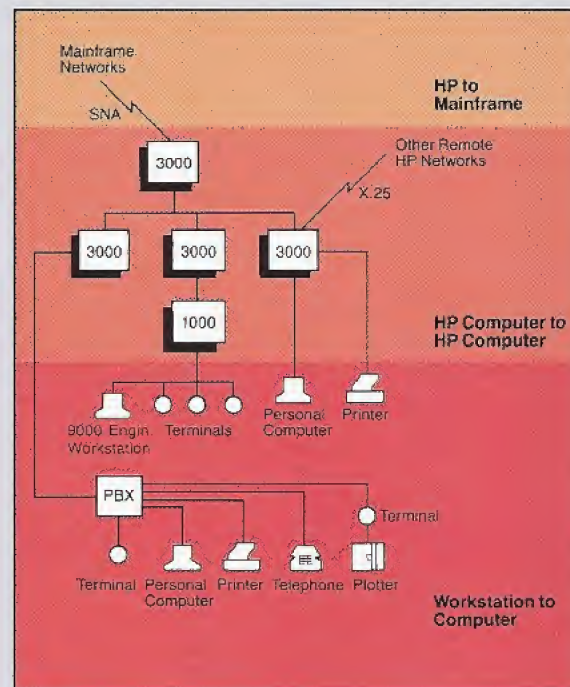 Mainframe
Networks
SNA
HP to
Mainframe
3000
Other Remote
HP Networks
X.25
3000
3000
3000
1000
HP Computer to
HP Computer
9000 Engin.
Workstation
Terminals
Personal
Computer
Printer
PBX
Terminal
Terminal
Personal
Computer
Printer
Telephone
Plotter
Workstation to
Computer